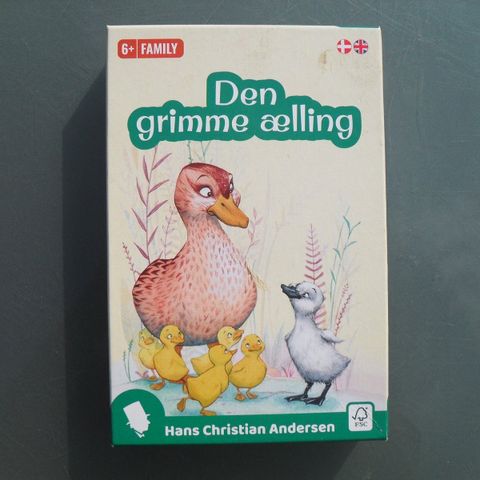 6+ FAMILY
Den
grimme ælling
Hans Christian Andersen
FSC